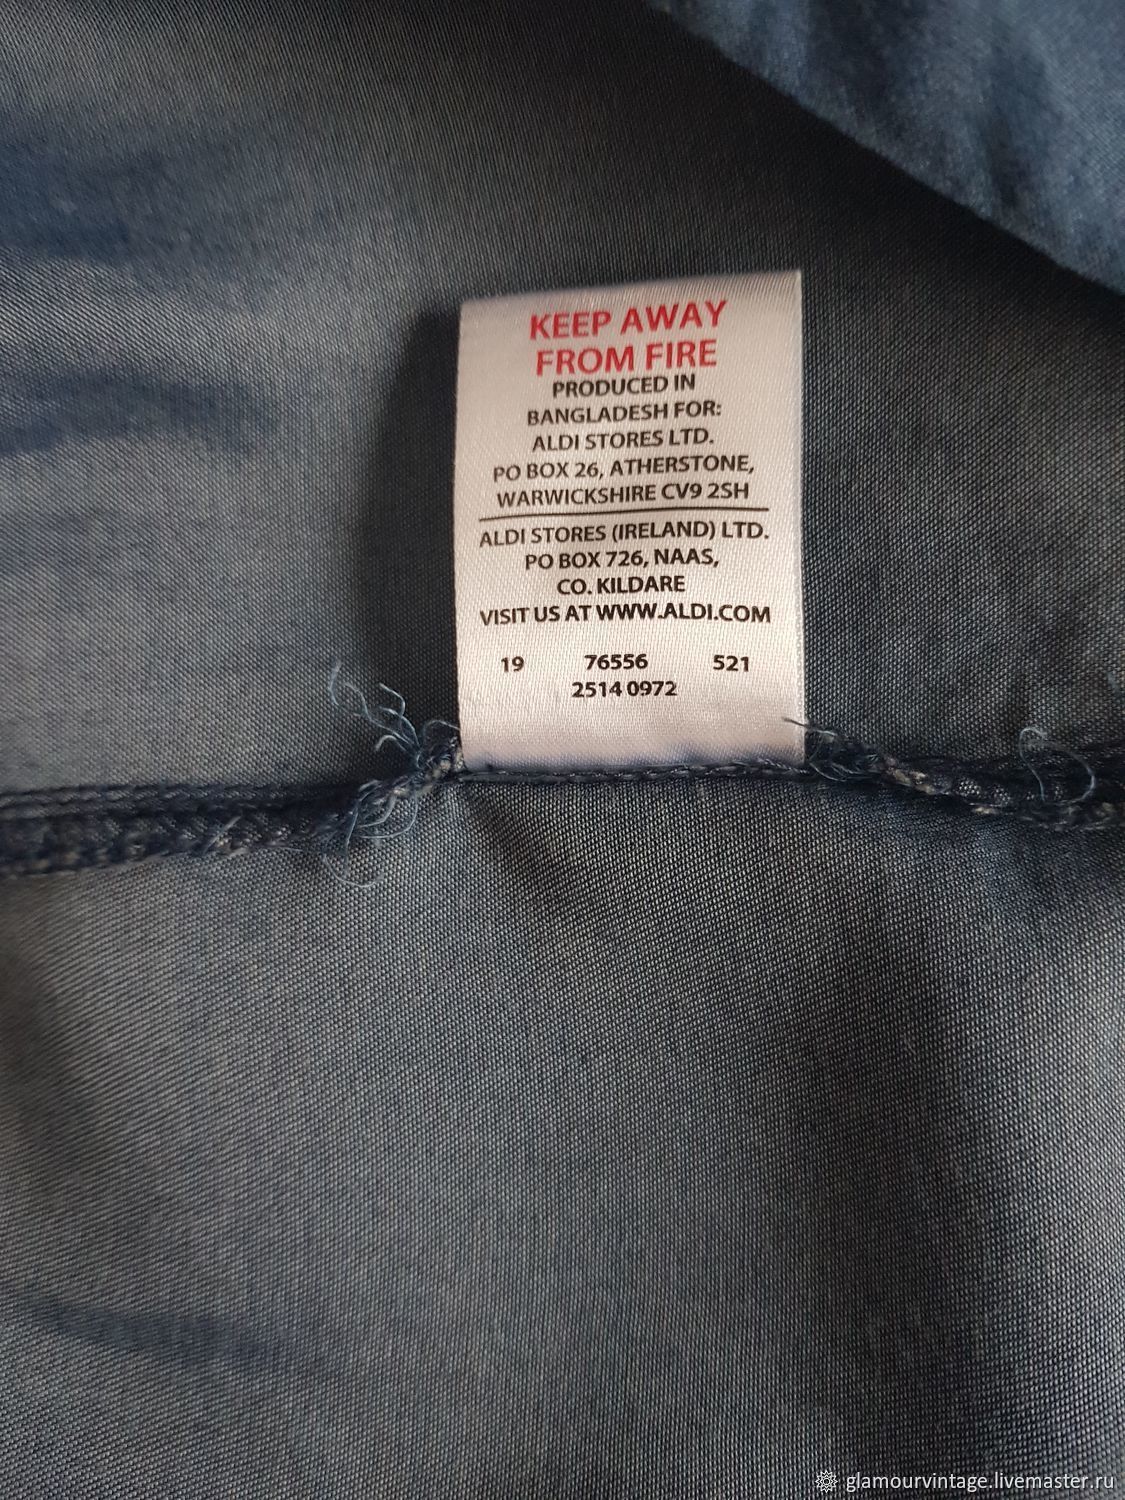 KEEP AWAY
FROM FIRE
PRODUCED IN
BANGLADESH FOR:
ALDI STORES LTD.
PO BOX 26, ATHERSTONE,
WARWICKSHIRE CV9 2SH
ALDI STORES (IRELAND) LTD.
PO BOX 726, NAAS,
CO. KILDARE
VISIT US AT WWW.ALDI.COM
19 76556 521
2514 0972
glamourvintage.livemaster.ru